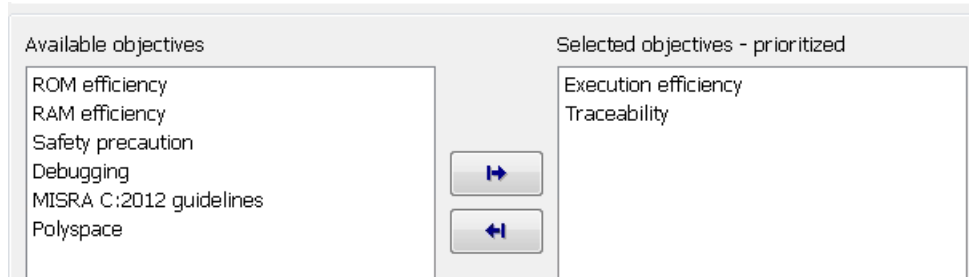 Available objectives
ROM efficiency
RAM efficiency
Safety precaution
Debugging
MISRA C:2012 guidelines
Polyspace
Selected objectives - prioritized
Execution efficiency
Traceability